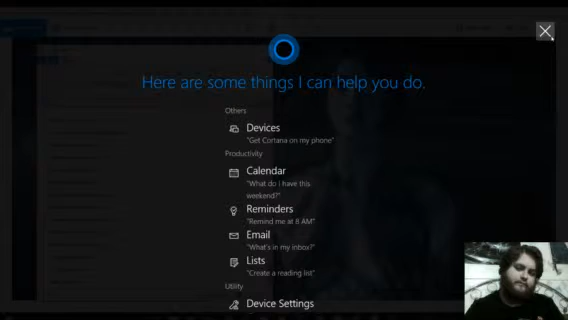 Here are some things I can help you do.
Others
Devices
"Get Cortana on my phone"
Productivity
Calendar
"What do I have this
weekend?"
Reminders
"Remind me at 8 AM"
Email
"What's in my inbox?"
Lists
"Create a reading list"
Utility
Device Settings